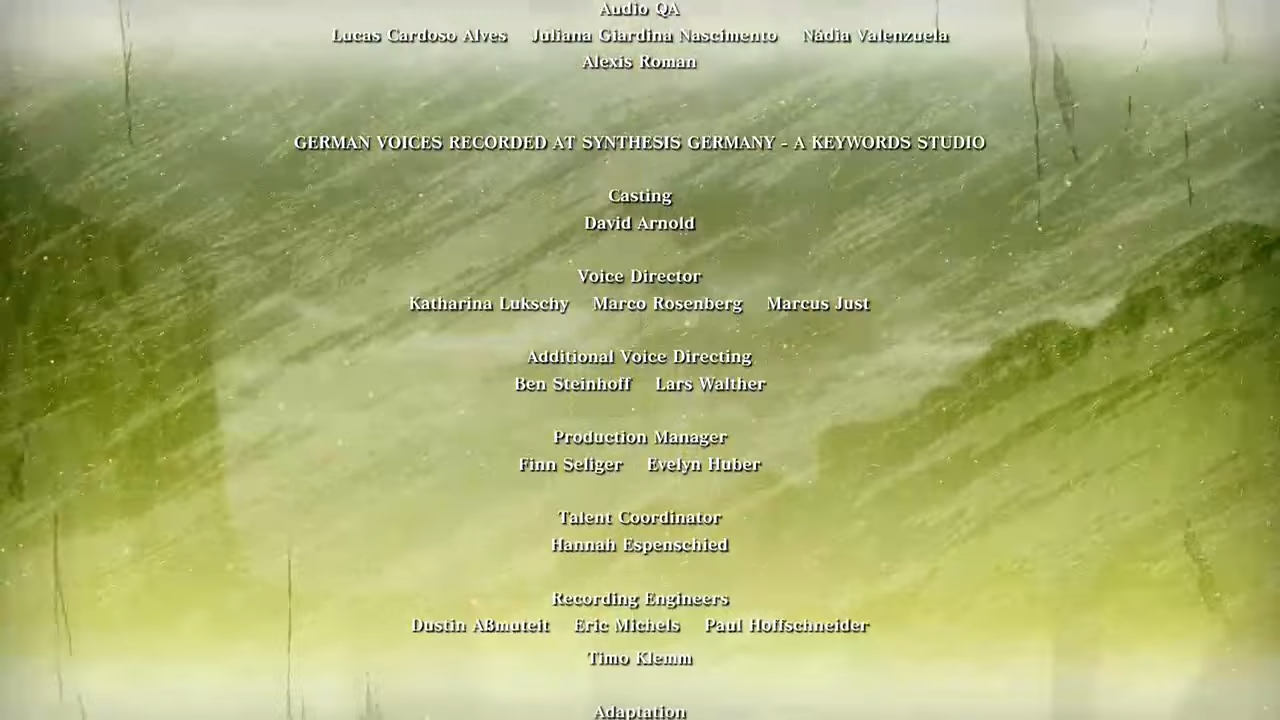 Audio QA
Lucas Cardoso Alves Juliana Giardina Nascimento Nádia Valenzuela
Alexis Roman
GERMAN VOICES RECORDED AT SYNTHESIS GERMANY - A KEYWORDS STUDIO
Casting
David Arnold
Voice Director
Katharina Lukschy Marco Rosenberg Marcus Just
Additional Voice Directing
Ben Steinhoff Lars Walther
Production Manager
Finn Seliger Evelyn Huber
Talent Coordinator
Hannah Espenschied
Recording Engineers
Dustin Aßmuteit Eric Michels Paul Hoffschneider
Timo Klemm
Adaptation